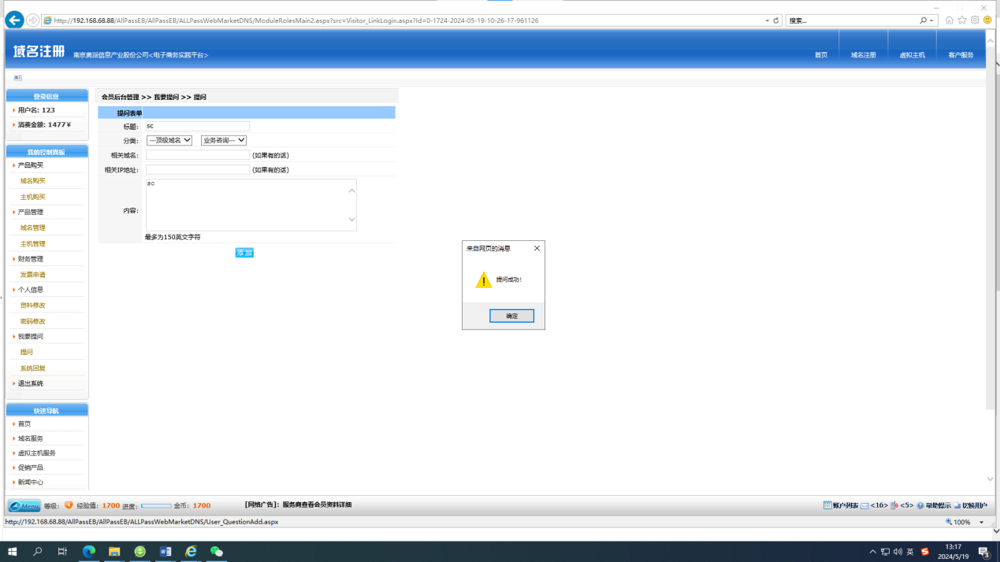 http://192.168.68.88/AllPassEB/AllPassEB/ALLPassWebMarketDNS/ModuleRolesMain2.aspx?src=Visitor_LinkLogin.aspx?Id=0-1724-2024-05-19-10-26-17-961126
搜索...
域名注册 南京奥派信息产业股份公司<电子商务实践平台>
首页 域名注册 虚拟主机 客户服务
登录信息
用户名: 123
消费金额: 1477¥
我的控制面板
产品购买
域名购买
主机购买
产品管理
域名管理
主机管理
财务管理
发票申请
个人信息
资料修改
密码修改
我要提问
提问
系统回复
退出系统
快速导航
首页
域名服务
虚拟主机服务
促销产品
新闻中心
会员后台管理 >> 我要提问 >> 提问
提问表单
标题: sc
分类: ---顶级域名 业务咨询---
相关域名: (如果有的话)
相关IP地址: (如果有的话)
内容: sc
最多为150英文字符
添 加
来自网页的消息
提问成功!
确定
Menu 等级: 经验值: 1700 进度: 金币: 1700 [网络广告]: 服务商查看会员资料详细 账户列表 <16> <5> 帮助提示 切换用户
http://192.168.68.88/AllPassEB/AllPassEB/ALLPassWebMarketDNS/User_QuestionAdd.aspx
100%
英
13:17
2024/5/19
3